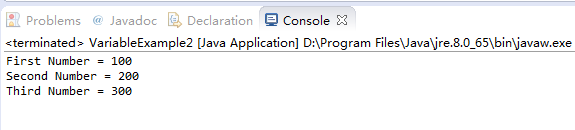 Problems @ Javadoc Declaration Console
<terminated> VariableExample2 [Java Application] D:\Program Files\Java\jre.8.0_65\bin\javaw.exe
First Number = 100
Second Number = 200
Third Number = 300